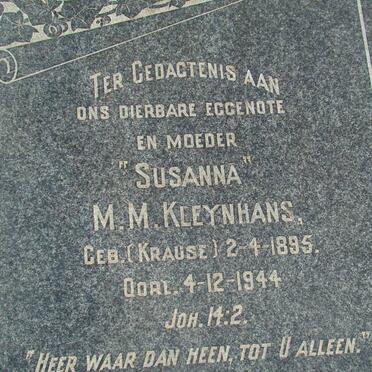 TER GEDACTENIS AAN
ONS DIERBARE EGGENOTE
EN MOEDER
"SUSANNA"
M.M. KLEYNHANS,
GEB. (KRAUSE) 2-4-1895.
OORL. 4-12-1944
JOH. 14:2.
"HEER WAAR DAN HEEN, TOT U ALLEEN."